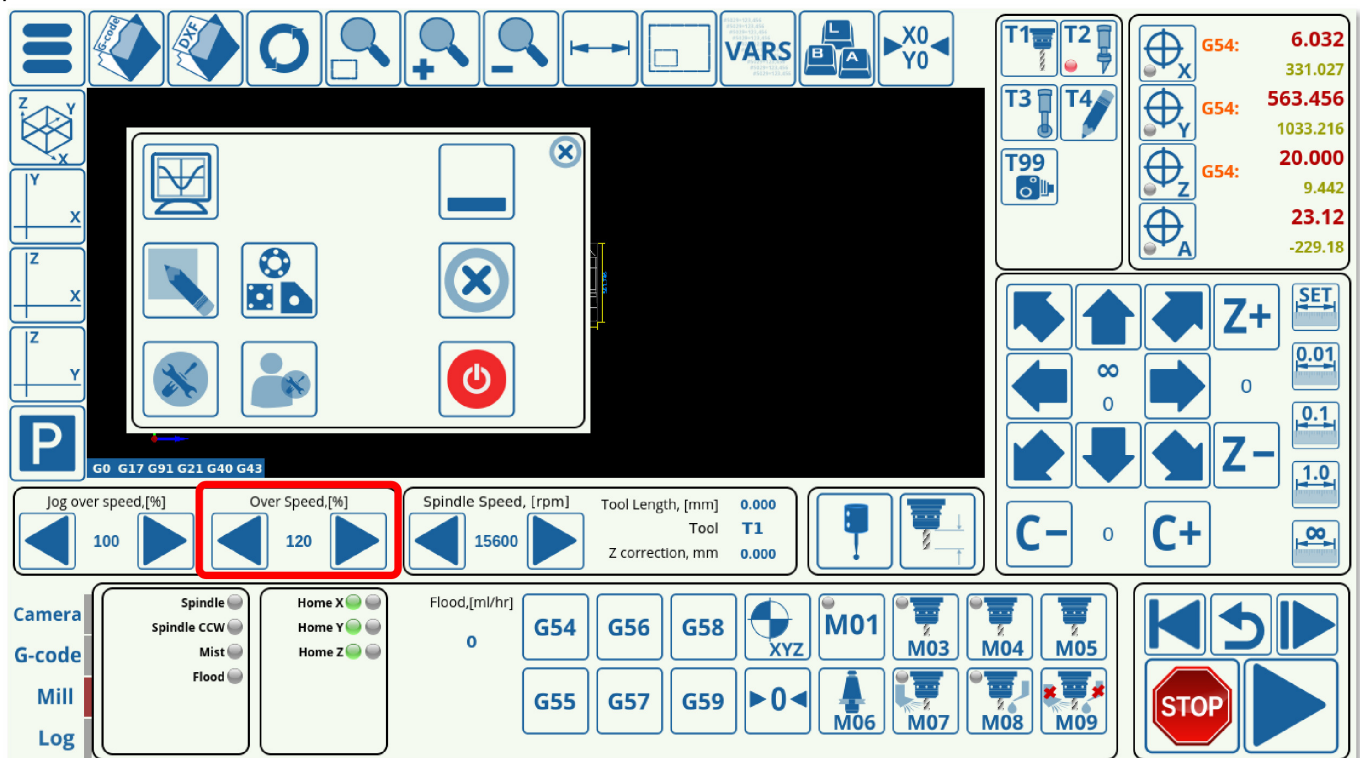 G-code
DXF
VARS
L
B
A
X0
Y0
Z
Y
X
Y
X
Z
X
Z
Y
P
G0 G17 G91 G21 G40 G43
T1
T2
T3
T4
T99
X
G54:
6.032
331.027
Y
G54:
563.456
1033.216
Z
G54:
20.000
9.442
A
23.12
-229.18
Z+
SET
0.01
∞
0
0
0.1
Z-
1.0
C-
0
C+
∞
Jog over speed,[%]
100
Over Speed,[%]
120
Spindle Speed, [rpm]
15600
Tool Length, [mm] 0.000
Tool T1
Z correction, mm 0.000
Camera
G-code
Mill
Log
Spindle
Spindle CCW
Mist
Flood
Home X
Home Y
Home Z
Flood,[ml/hr]
0
G54
G56
G58
XYZ
M01
M03
M04
M05
G55
G57
G59
0
M06
M07
M08
M09
STOP